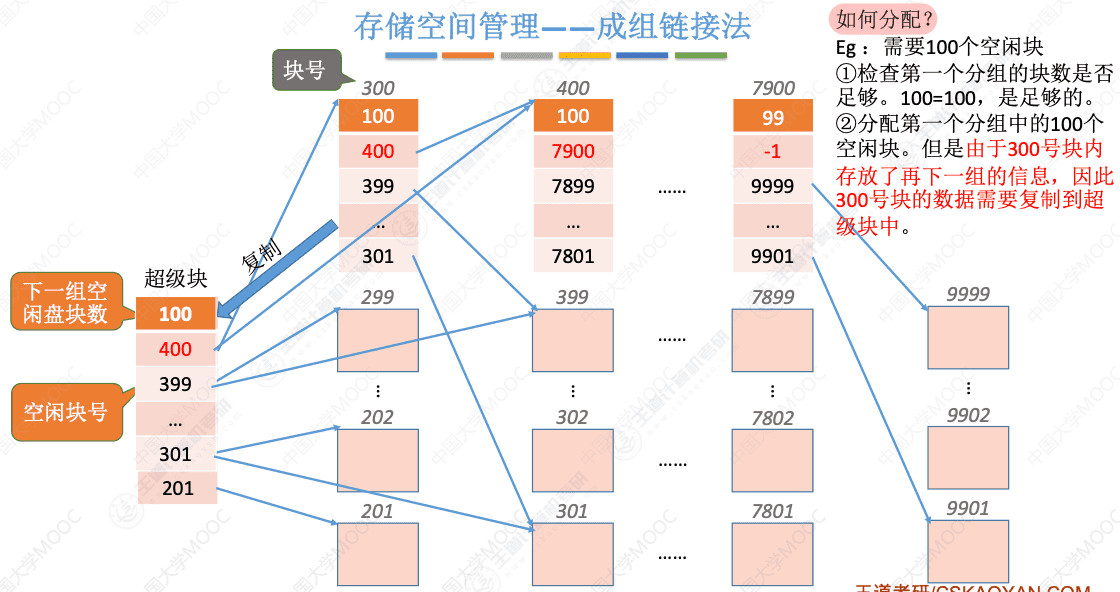 存储空间管理——成组链接法
如何分配?
Eg：需要100个空闲块
①检查第一个分组的块数是否
足够。100=100，是足够的。
②分配第一个分组中的100个
空闲块。但是由于300号块内
存放了再下一组的信息，因此
300号块的数据需要复制到超
级块中。
块号
300
100
400
399
...
301
400
100
7900
7899
...
7801
......
7900
99
-1
9999
...
9901
复制
超级块
下一组空
闲盘块数
空闲块号
100
400
399
...
301
201
299
202
201
399
302
301
......
......
......
7899
7802
7801
9999
9902
9901
王道考研/CSKAOYAN.COM
中国大学MOOC